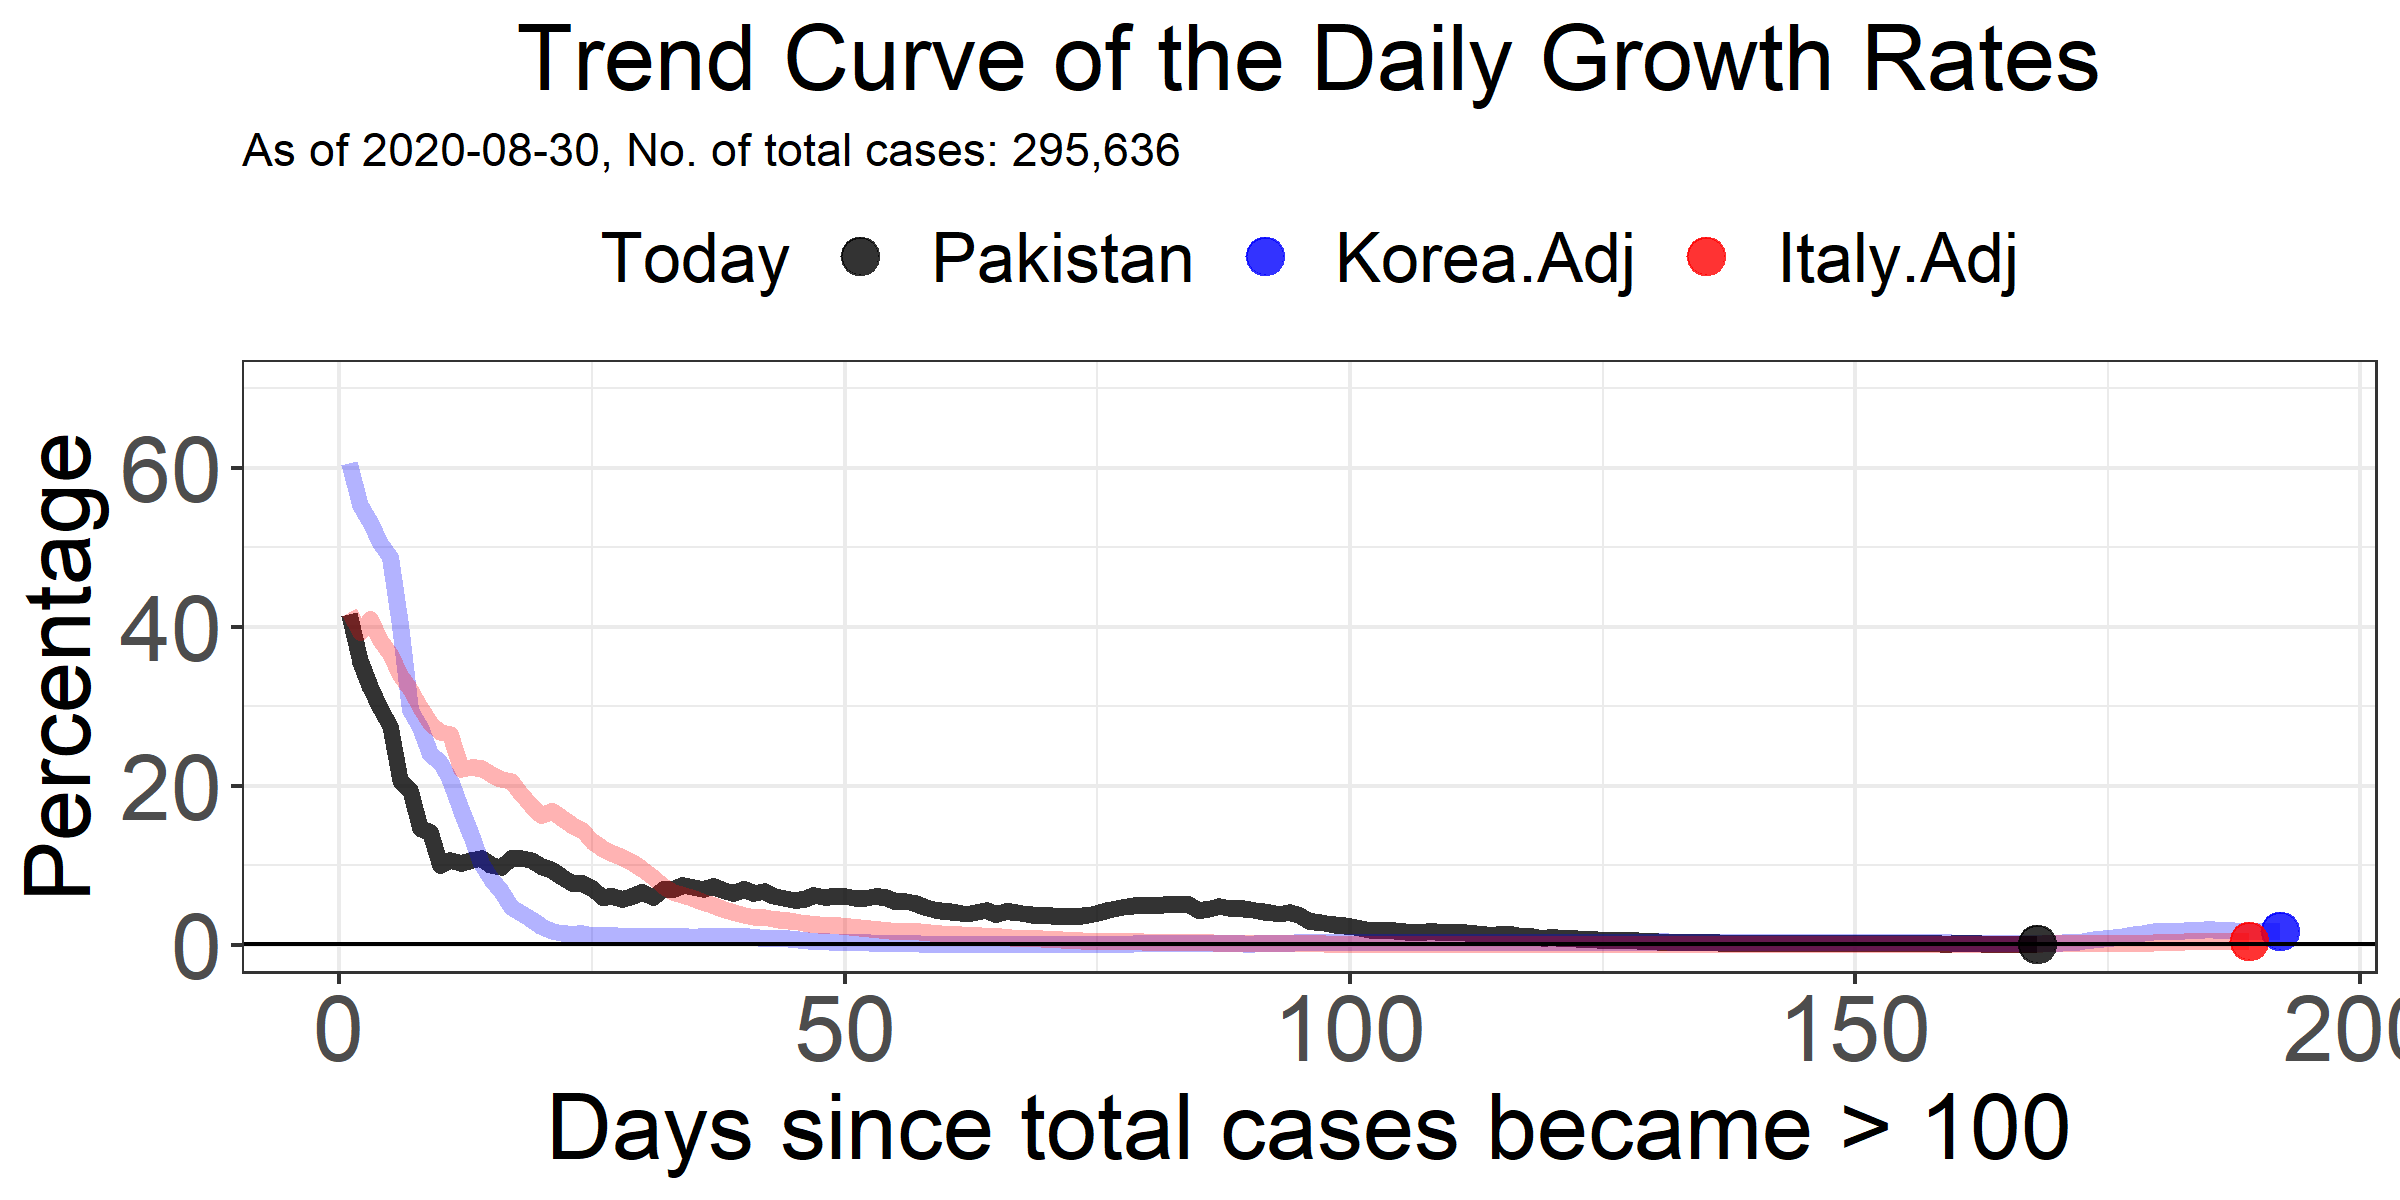 Trend Curve of the Daily Growth Rates
As of 2020-08-30, No. of total cases: 295,636
Today Pakistan Korea.Adj Italy.Adj
Percentage
60
40
20
0
0 50 100 150 200
Days since total cases became > 100